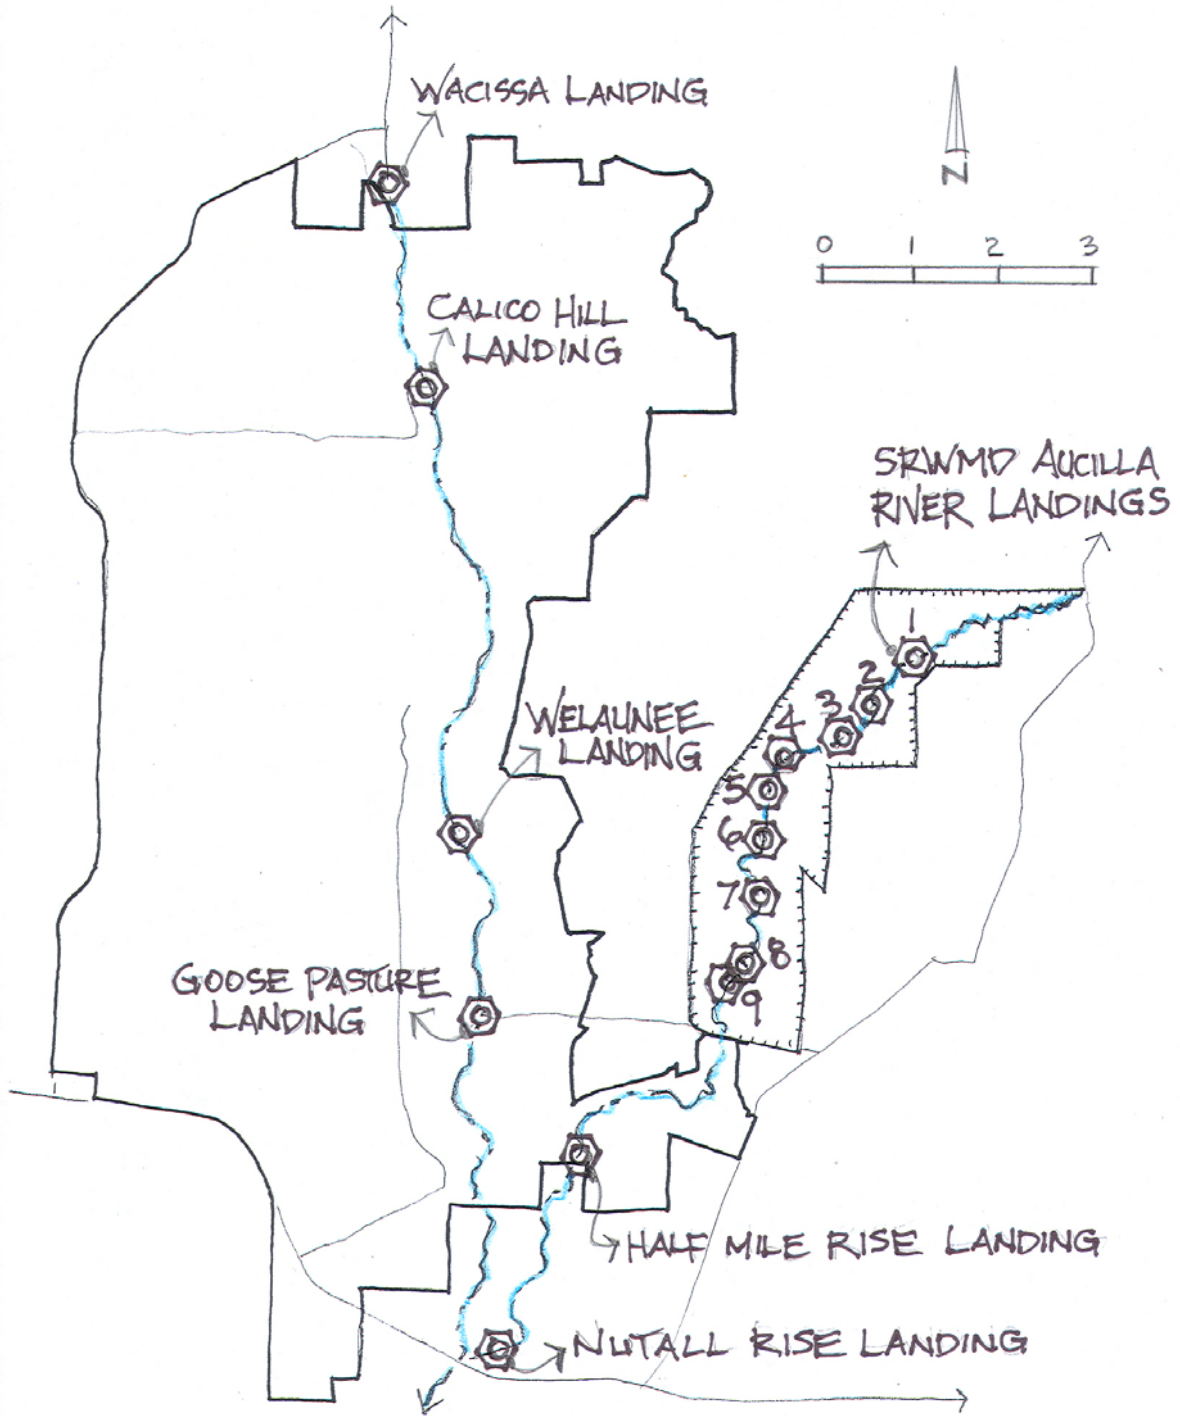 WACISSA LANDING
N
0 1 2 3
CALICO HILL
LANDING
SRWMD AUCILLA
RIVER LANDINGS
1
2
3
4
WELAUNEE
LANDING
5
6
7
8
GOOSE PASTURE
LANDING
9
HALF MILE RISE LANDING
NUTALL RISE LANDING